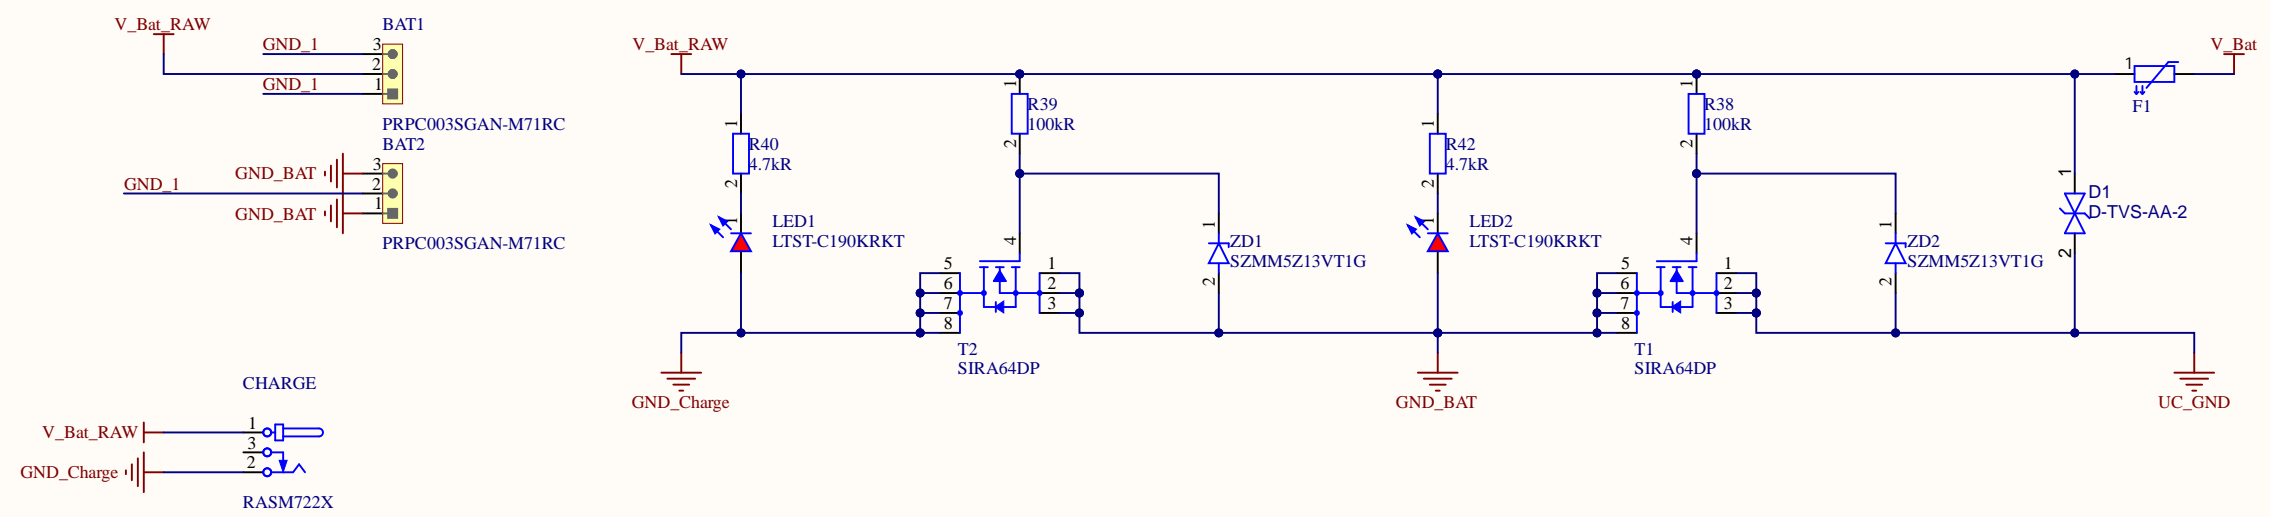 V_Bat_RAW
BAT1
GND_1
3
2
GND_1
1
PRPC003SGAN-M71RC
BAT2
GND_BAT
3
GND_1
2
GND_BAT
1
PRPC003SGAN-M71RC
CHARGE
V_Bat_RAW
1
3
GND_Charge
2
RASM722X
V_Bat_RAW
1
R40
4.7kR
2
1
LED1
LTST-C190KRKT
GND_Charge
1
R39
100kR
2
4
5
6
7
8
1
2
3
T2
SIRA64DP
1
ZD1
SZMM5Z13VT1G
2
1
R42
4.7kR
2
1
LED2
LTST-C190KRKT
GND_BAT
1
R38
100kR
2
4
5
6
7
8
1
2
3
T1
SIRA64DP
1
ZD2
SZMM5Z13VT1G
2
1
D1
D-TVS-AA-2
2
1
F1
V_Bat
UC_GND